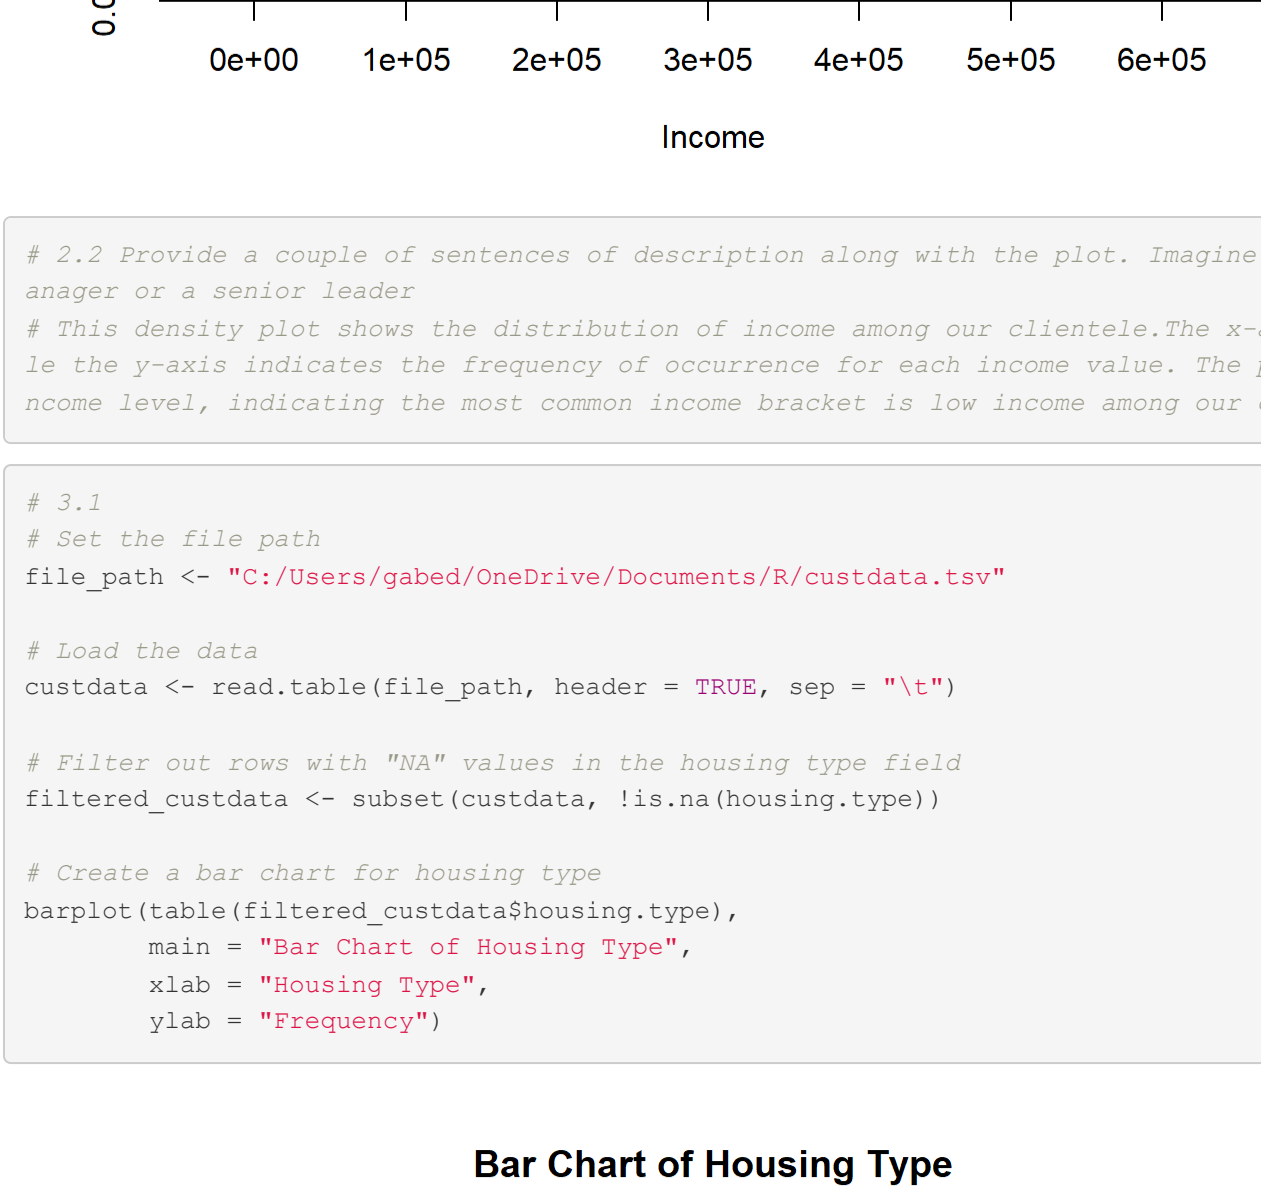 0e+00 1e+05 2e+05 3e+05 4e+05 5e+05 6e+05
Income
# 2.2 Provide a couple of sentences of description along with the plot. Imagine
anager or a senior leader
# This density plot shows the distribution of income among our clientele.The x-
le the y-axis indicates the frequency of occurrence for each income value. The
ncome level, indicating the most common income bracket is low income among our
# 3.1
# Set the file path
file_path <- "C:/Users/gabed/OneDrive/Documents/R/custdata.tsv"
# Load the data
custdata <- read.table(file_path, header = TRUE, sep = "\t")
# Filter out rows with "NA" values in the housing type field
filtered_custdata <- subset(custdata, !is.na(housing.type))
# Create a bar chart for housing type
barplot(table(filtered_custdata$housing.type),
main = "Bar Chart of Housing Type",
xlab = "Housing Type",
ylab = "Frequency")
Bar Chart of Housing Type